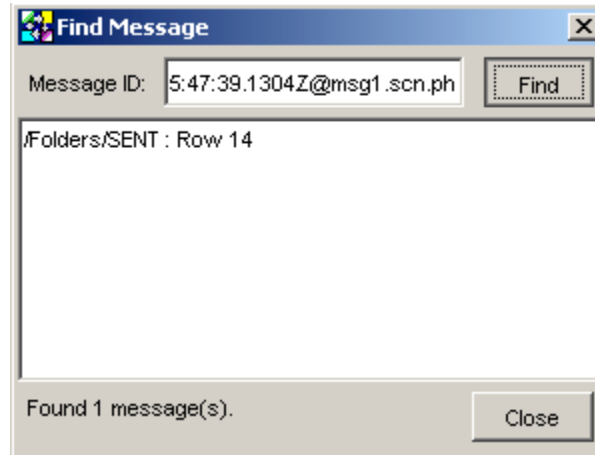 Find Message
Message ID: 5:47:39.1304Z@msg1.scn.ph Find
/Folders/SENT : Row 14
Found 1 message(s).
Close